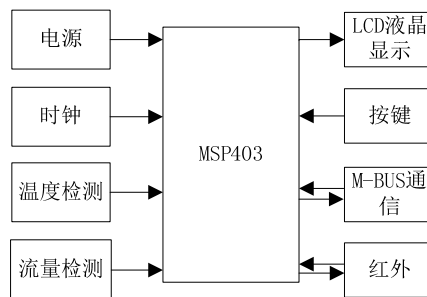 电源
LCD液晶
显示
时钟
按键
MSP403
温度检测
M-BUS通
信
流量检测
红外